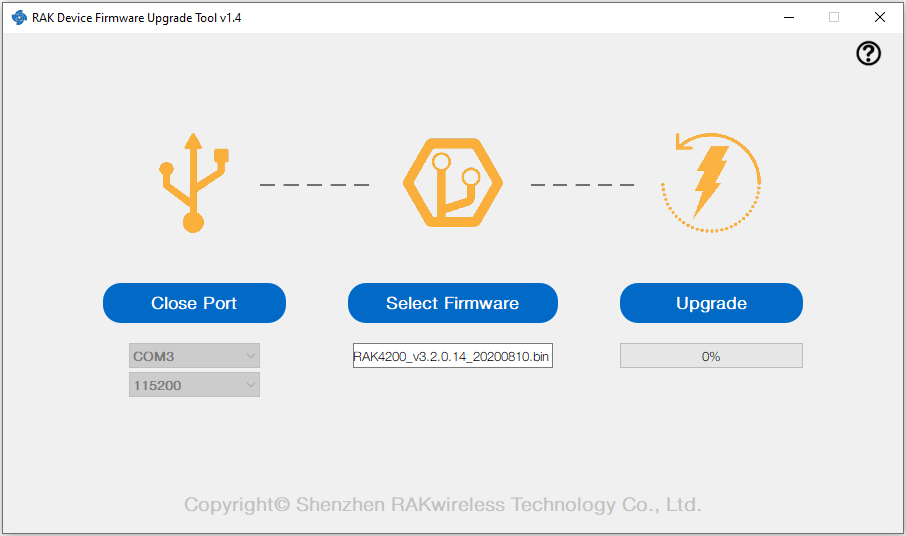 RAK Device Firmware Upgrade Tool v1.4
Close Port
Select Firmware
Upgrade
COM3
RAK4200_v3.2.0.14_20200810.bin
0%
115200
Copyright© Shenzhen RAKwireless Technology Co., Ltd.